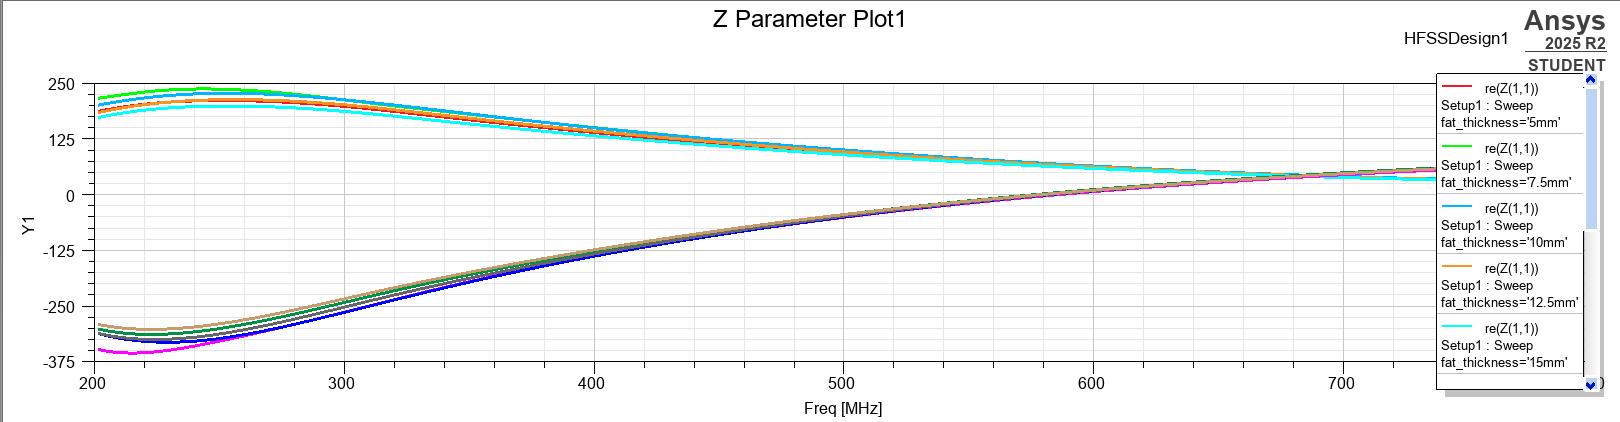 Z Parameter Plot1
Ansys
2025 R2
STUDENT
HFSSDesign1
250
125
0
-125
-250
-375
Y1
200
300
400
500
600
700
0
Freq [MHz]
re(Z(1,1))
Setup1 : Sweep
fat_thickness='5mm'
re(Z(1,1))
Setup1 : Sweep
fat_thickness='7.5mm'
re(Z(1,1))
Setup1 : Sweep
fat_thickness='10mm'
re(Z(1,1))
Setup1 : Sweep
fat_thickness='12.5mm'
re(Z(1,1))
Setup1 : Sweep
fat_thickness='15mm'